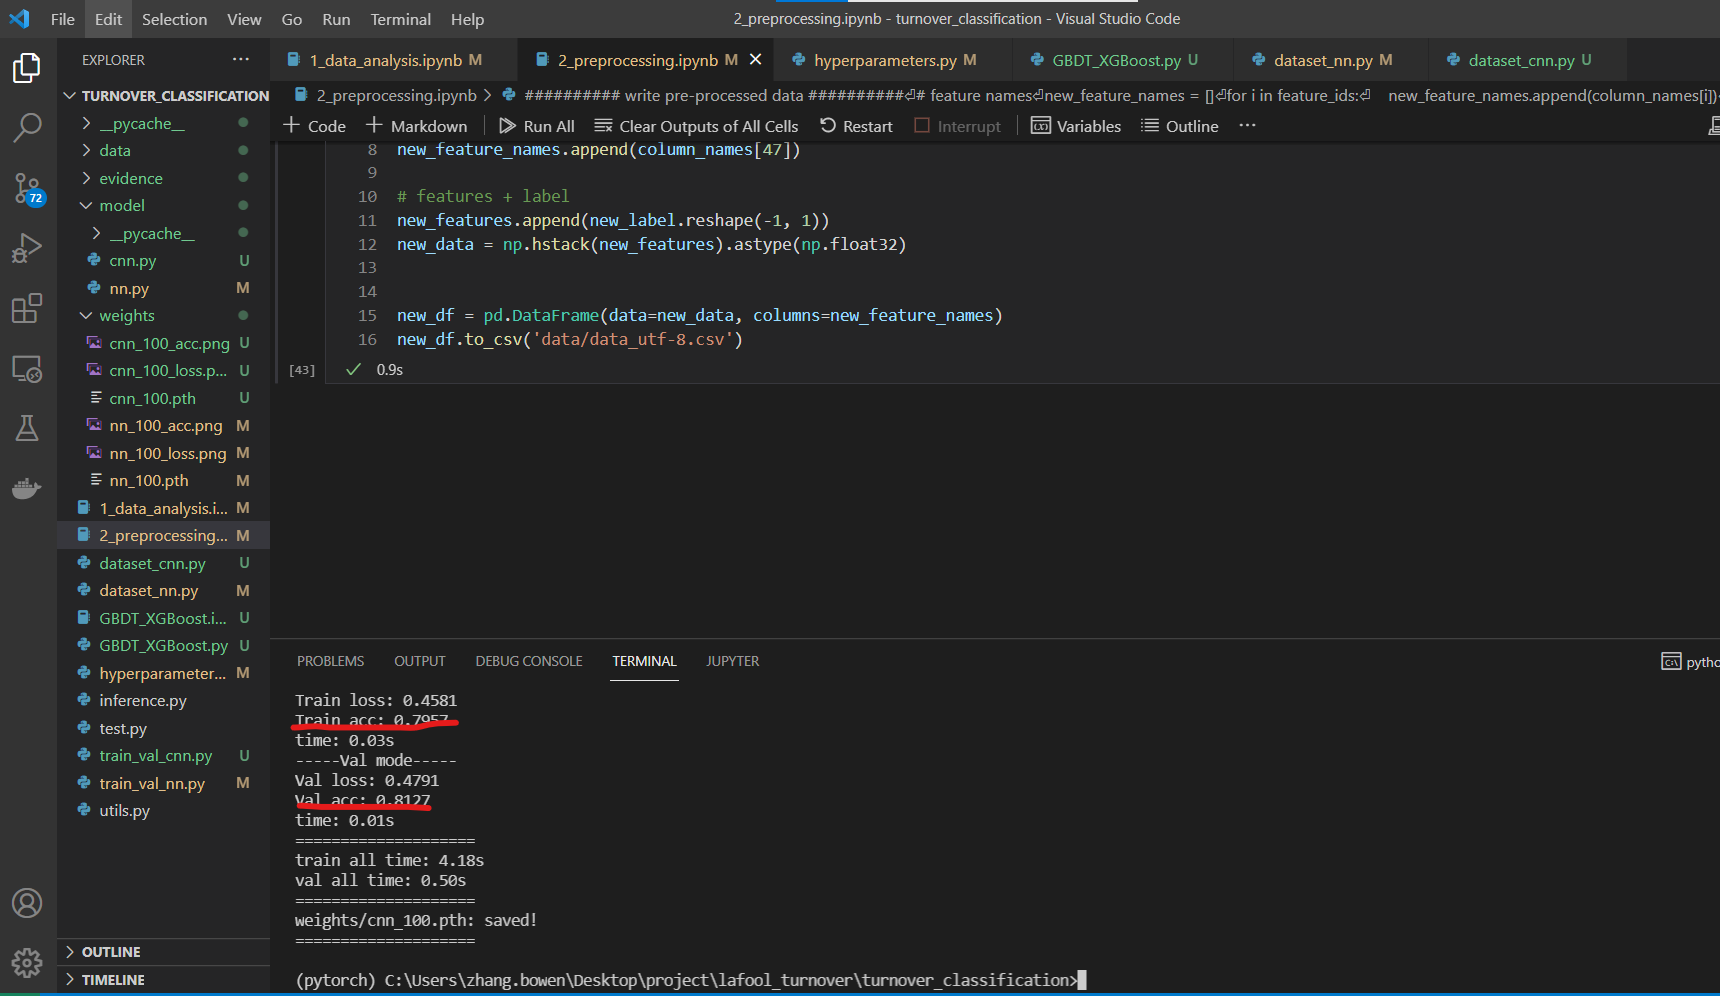 File Edit Selection View Go Run Terminal Help
2_preprocessing.ipynb - turnover_classification - Visual Studio Code
EXPLORER ...
TURNOVER_CLASSIFICATION
__pycache__
data
evidence
model
__pycache__
cnn.py U
nn.py M
weights
cnn_100_acc.png U
cnn_100_loss.p... U
cnn_100.pth U
nn_100_acc.png M
nn_100_loss.png M
nn_100.pth M
1_data_analysis.i... M
2_preprocessing... M
dataset_cnn.py U
dataset_nn.py M
GBDT_XGBoost.i... U
GBDT_XGBoost.py U
hyperparameter... M
inference.py
test.py
train_val_cnn.py U
train_val_nn.py M
utils.py
OUTLINE
TIMELINE
72
1_data_analysis.ipynb M
2_preprocessing.ipynb M
hyperparameters.py M
GBDT_XGBoost.py U
dataset_nn.py M
dataset_cnn.py U
2_preprocessing.ipynb > ########## write pre-processed data ##########⏎# feature names⏎new_feature_names = []⏎for i in feature_ids:⏎ new_feature_names.append(column_names[i])
+ Code + Markdown Run All Clear Outputs of All Cells Restart Interrupt Variables Outline ...
8 new_feature_names.append(column_names[47])
9
10 # features + label
11 new_features.append(new_label.reshape(-1, 1))
12 new_data = np.hstack(new_features).astype(np.float32)
13
14
15 new_df = pd.DataFrame(data=new_data, columns=new_feature_names)
16 new_df.to_csv('data/data_utf-8.csv')
[43] ✓ 0.9s
PROBLEMS OUTPUT DEBUG CONSOLE TERMINAL JUPYTER
pytho
Train loss: 0.4581
Train acc: 0.7957
time: 0.03s
-----Val mode-----
Val loss: 0.4791
Val acc: 0.8127
time: 0.01s
====================
train all time: 4.18s
val all time: 0.50s
====================
weights/cnn_100.pth: saved!
====================
(pytorch) C:\Users\zhang.bowen\Desktop\project\lafool_turnover\turnover_classification>